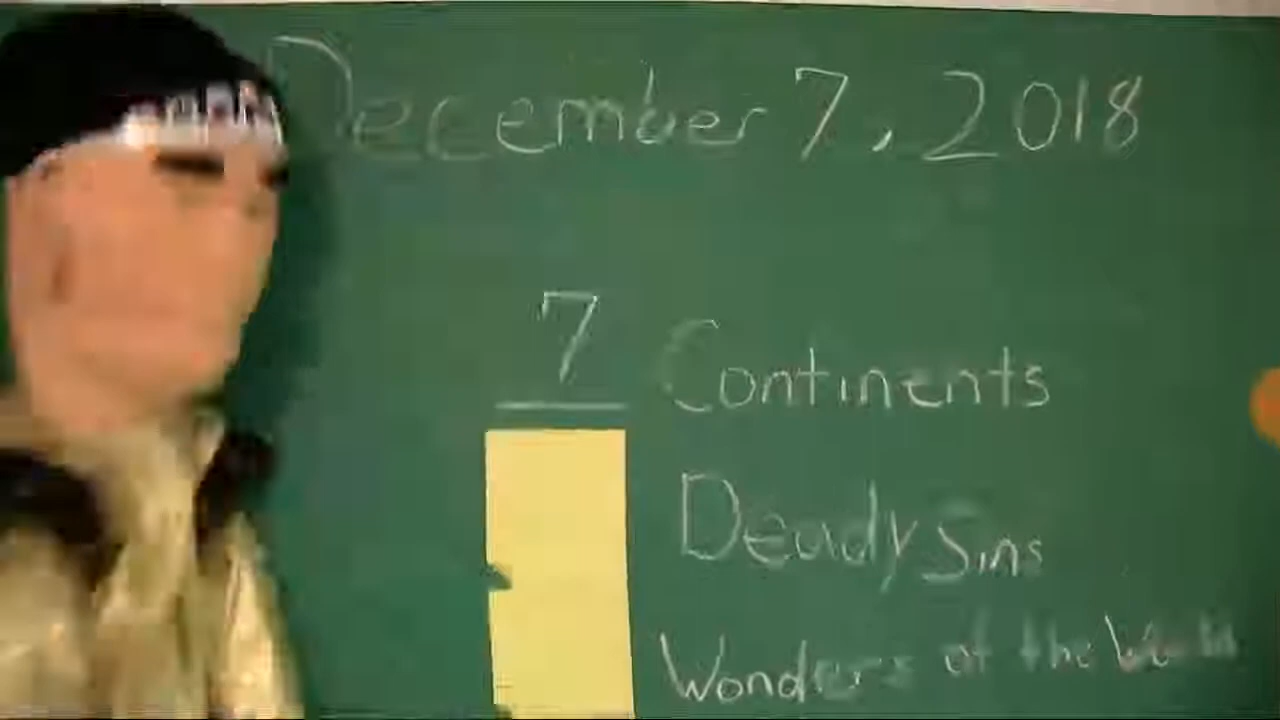 December 7, 2018
7 Continents
Deadly Sins
Wonders of the World